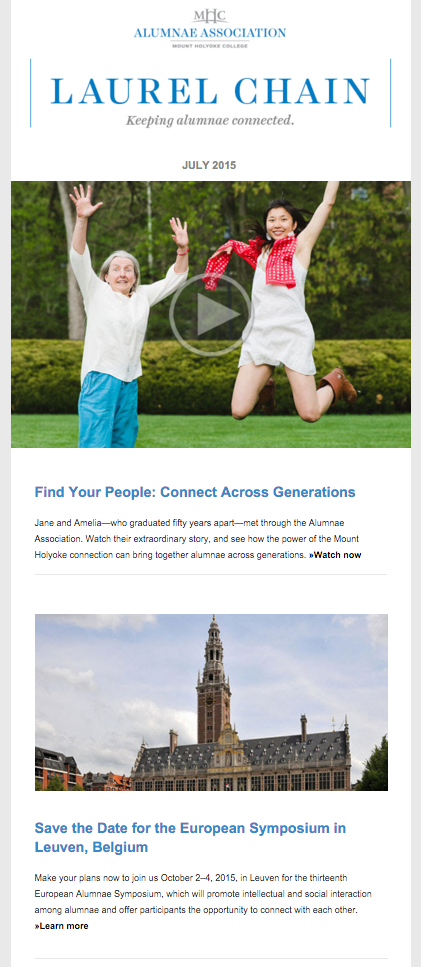 MHC
ALUMNAE ASSOCIATION
MOUNT HOLYOKE COLLEGE
LAUREL CHAIN
Keeping alumnae connected.
JULY 2015
Find Your People: Connect Across Generations
Jane and Amelia—who graduated fifty years apart—met through the Alumnae
Association. Watch their extraordinary story, and see how the power of the Mount
Holyoke connection can bring together alumnae across generations. »Watch now
Save the Date for the European Symposium in
Leuven, Belgium
Make your plans now to join us October 2–4, 2015, in Leuven for the thirteenth
European Alumnae Symposium, which will promote intellectual and social interaction
among alumnae and offer participants the opportunity to connect with each other.
»Learn more